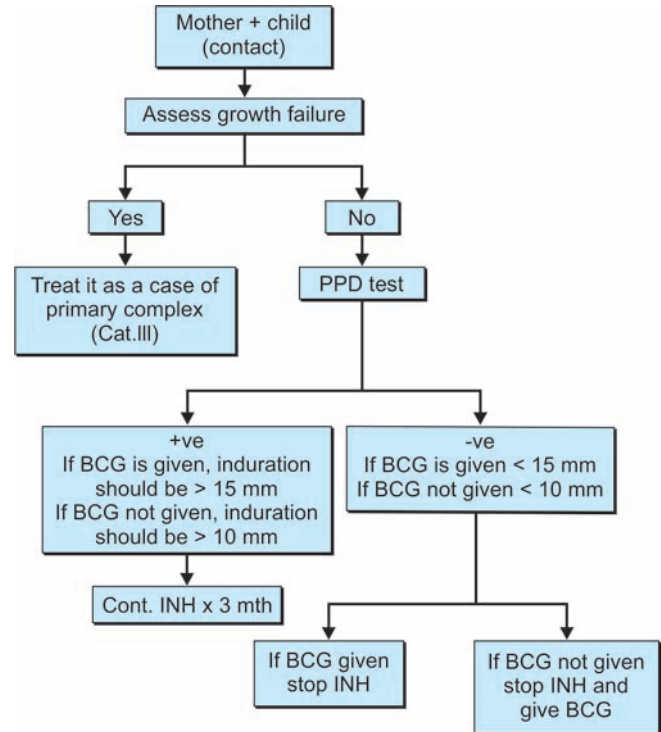 Mother + child
(contact)
Assess growth failure
Yes
No
Treat it as a case of
primary complex
(Cat.III)
PPD test
+ve
If BCG is given, induration
should be > 15 mm
If BCG not given, induration
should be > 10 mm
-ve
If BCG is given < 15 mm
If BCG not given < 10 mm
Cont. INH x 3 mth
If BCG given
stop INH
If BCG not given
stop INH and
give BCG